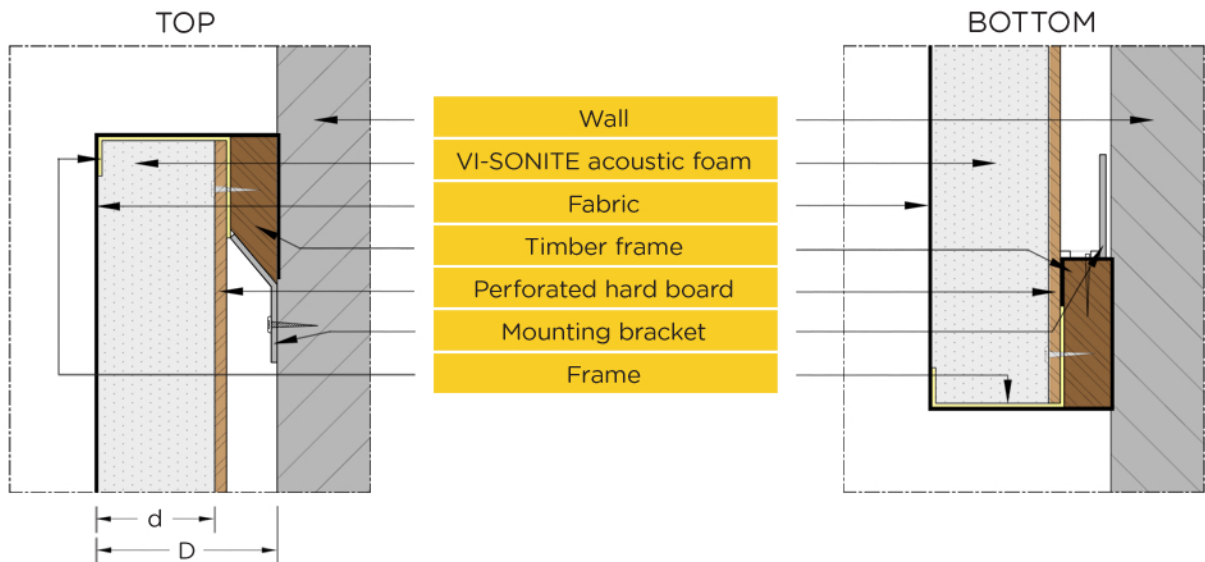 TOP
BOTTOM
Wall
VI-SONITE acoustic foam
Fabric
Timber frame
Perforated hard board
Mounting bracket
Frame
d
D